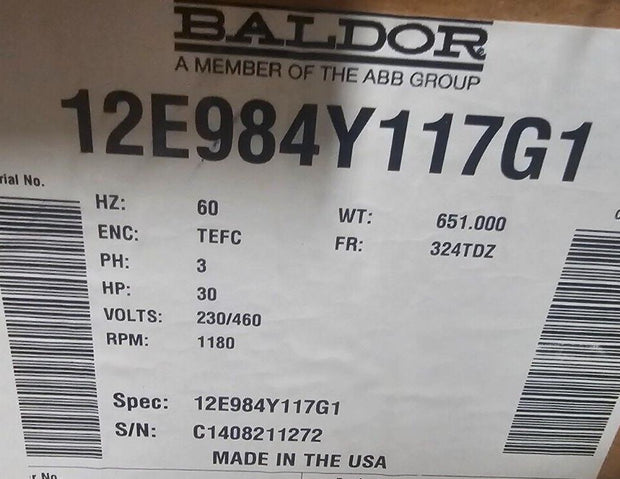 BALDOR
A MEMBER OF THE ABB GROUP
12E984Y117G1
rial No.
HZ: 60 WT: 651.000
ENC: TEFC FR: 324TDZ
PH: 3
HP: 30
VOLTS: 230/460
RPM: 1180
Spec: 12E984Y117G1
S/N: C1408211272
MADE IN THE USA
r No